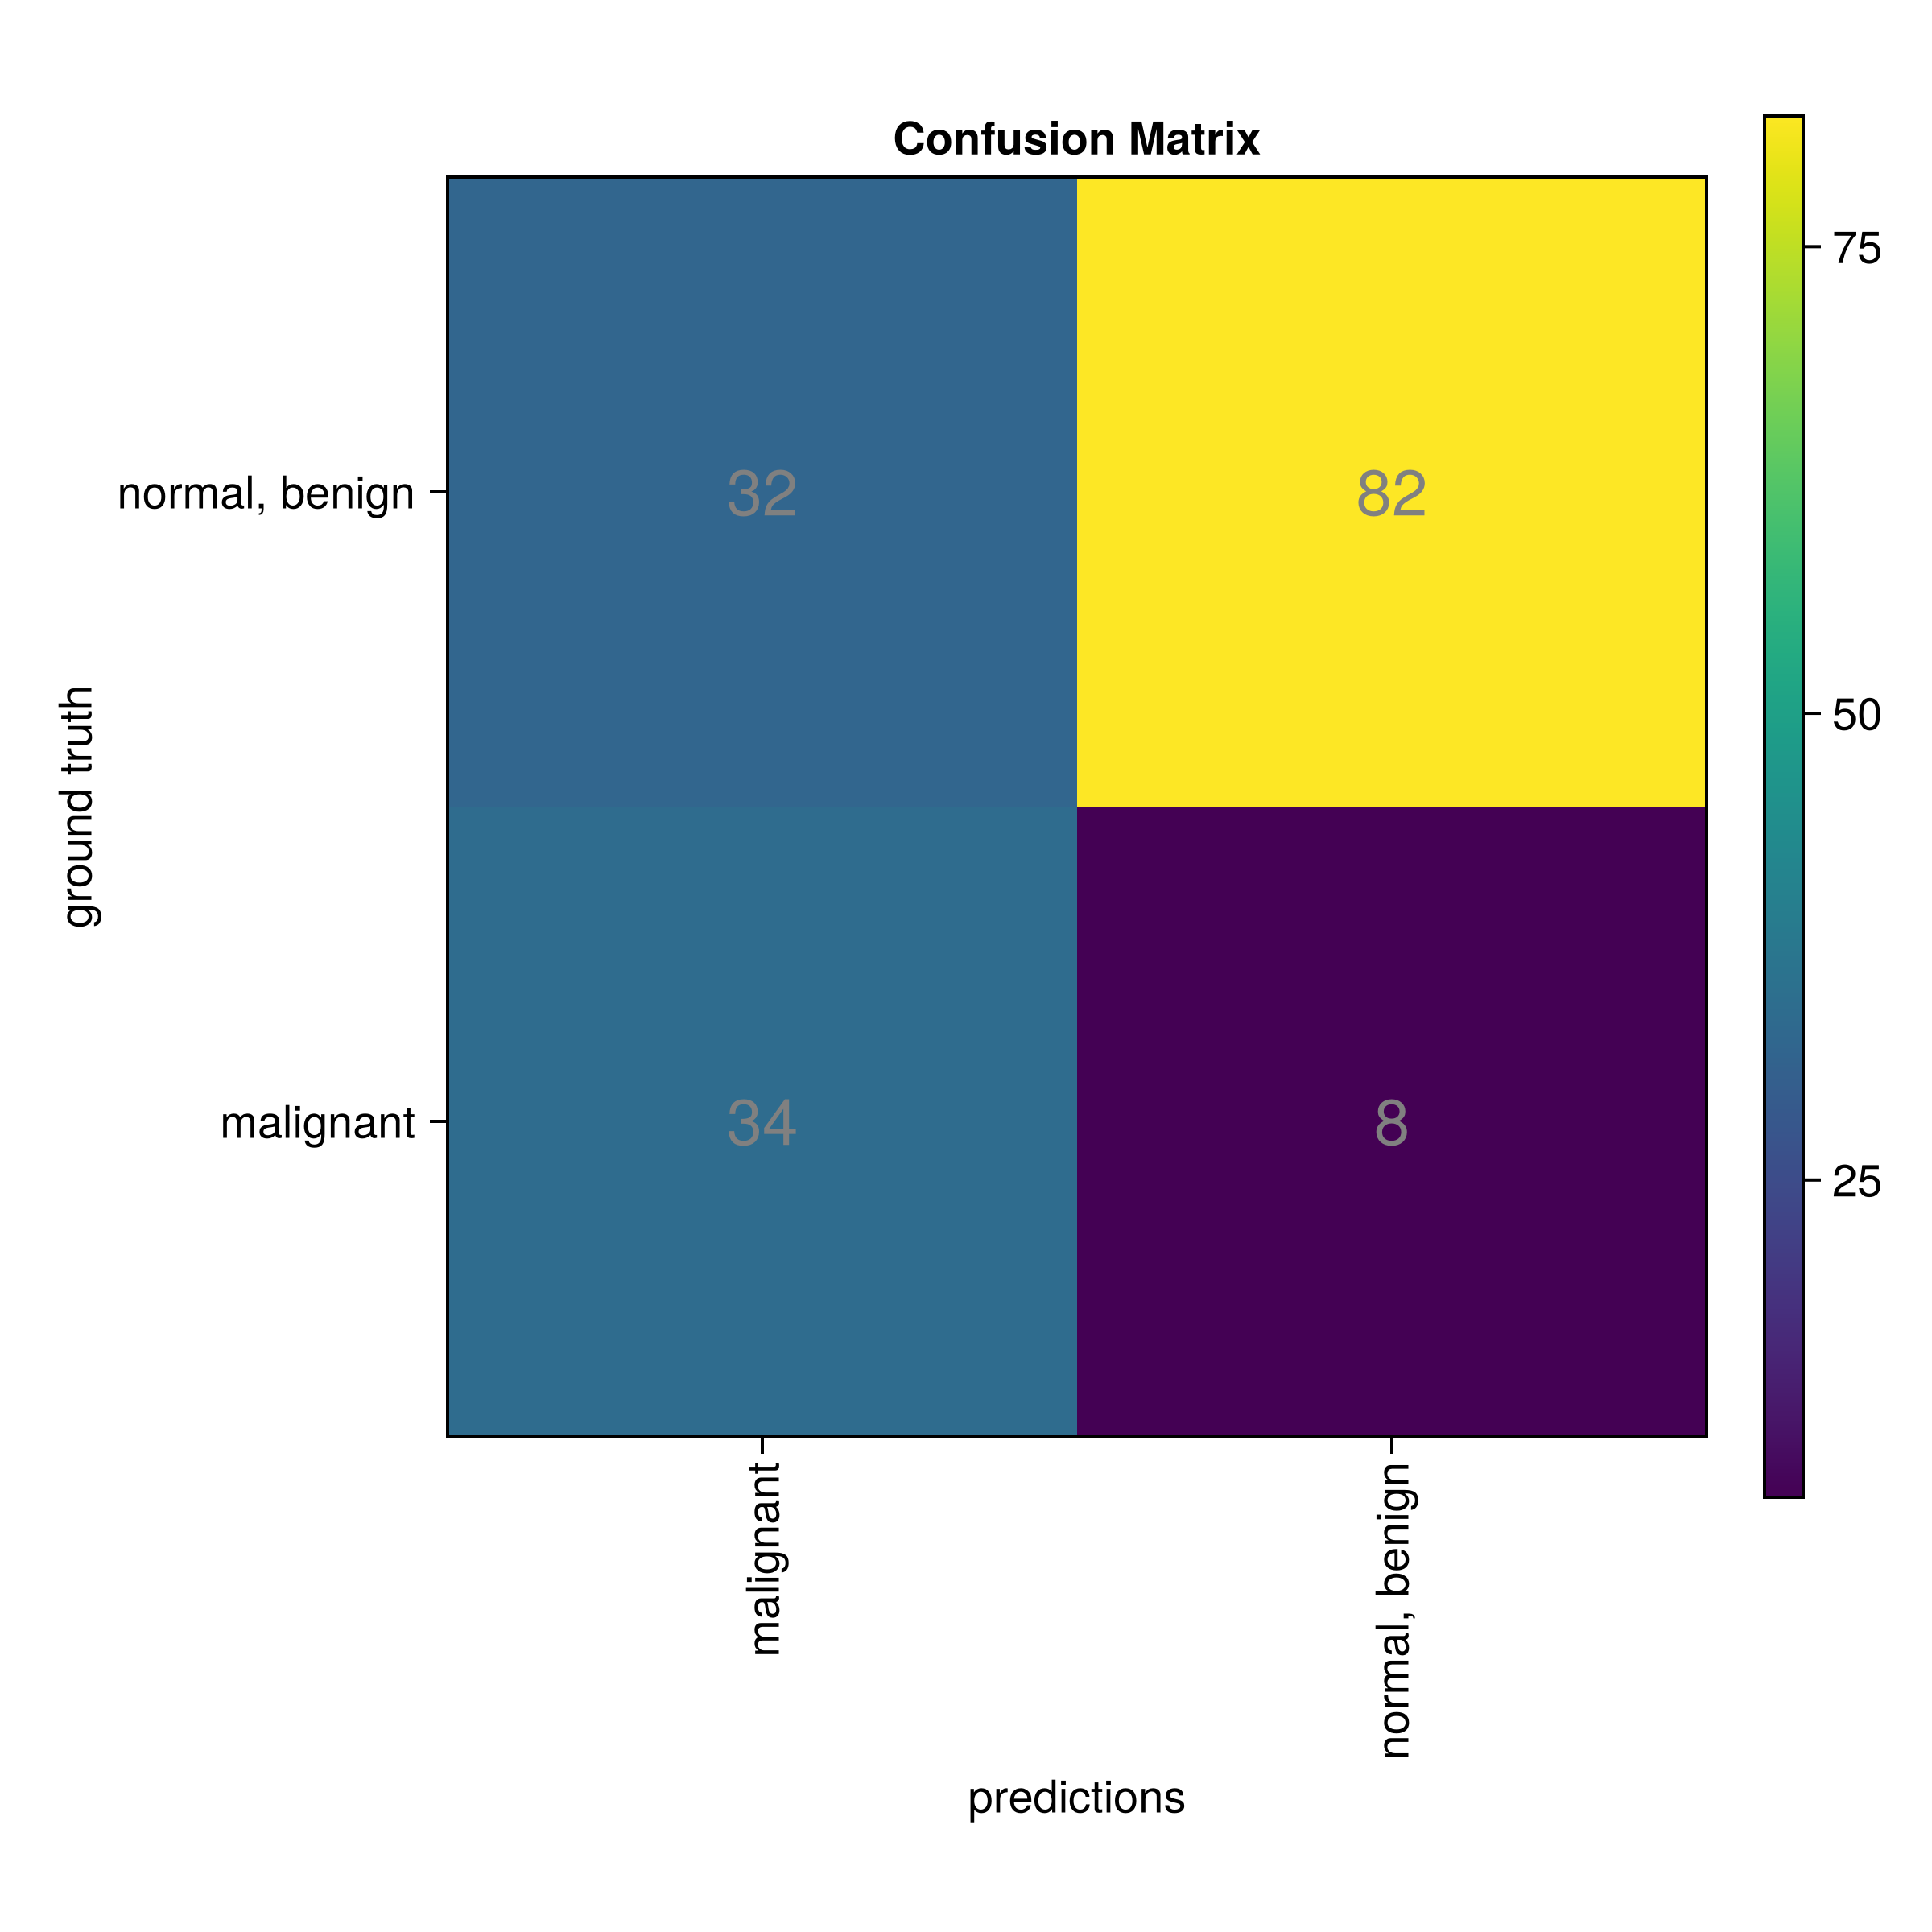 Confusion Matrix
75
normal, benign
32
82
ground truth
50
malignant
34
8
25
malignant
normal, benign
predictions